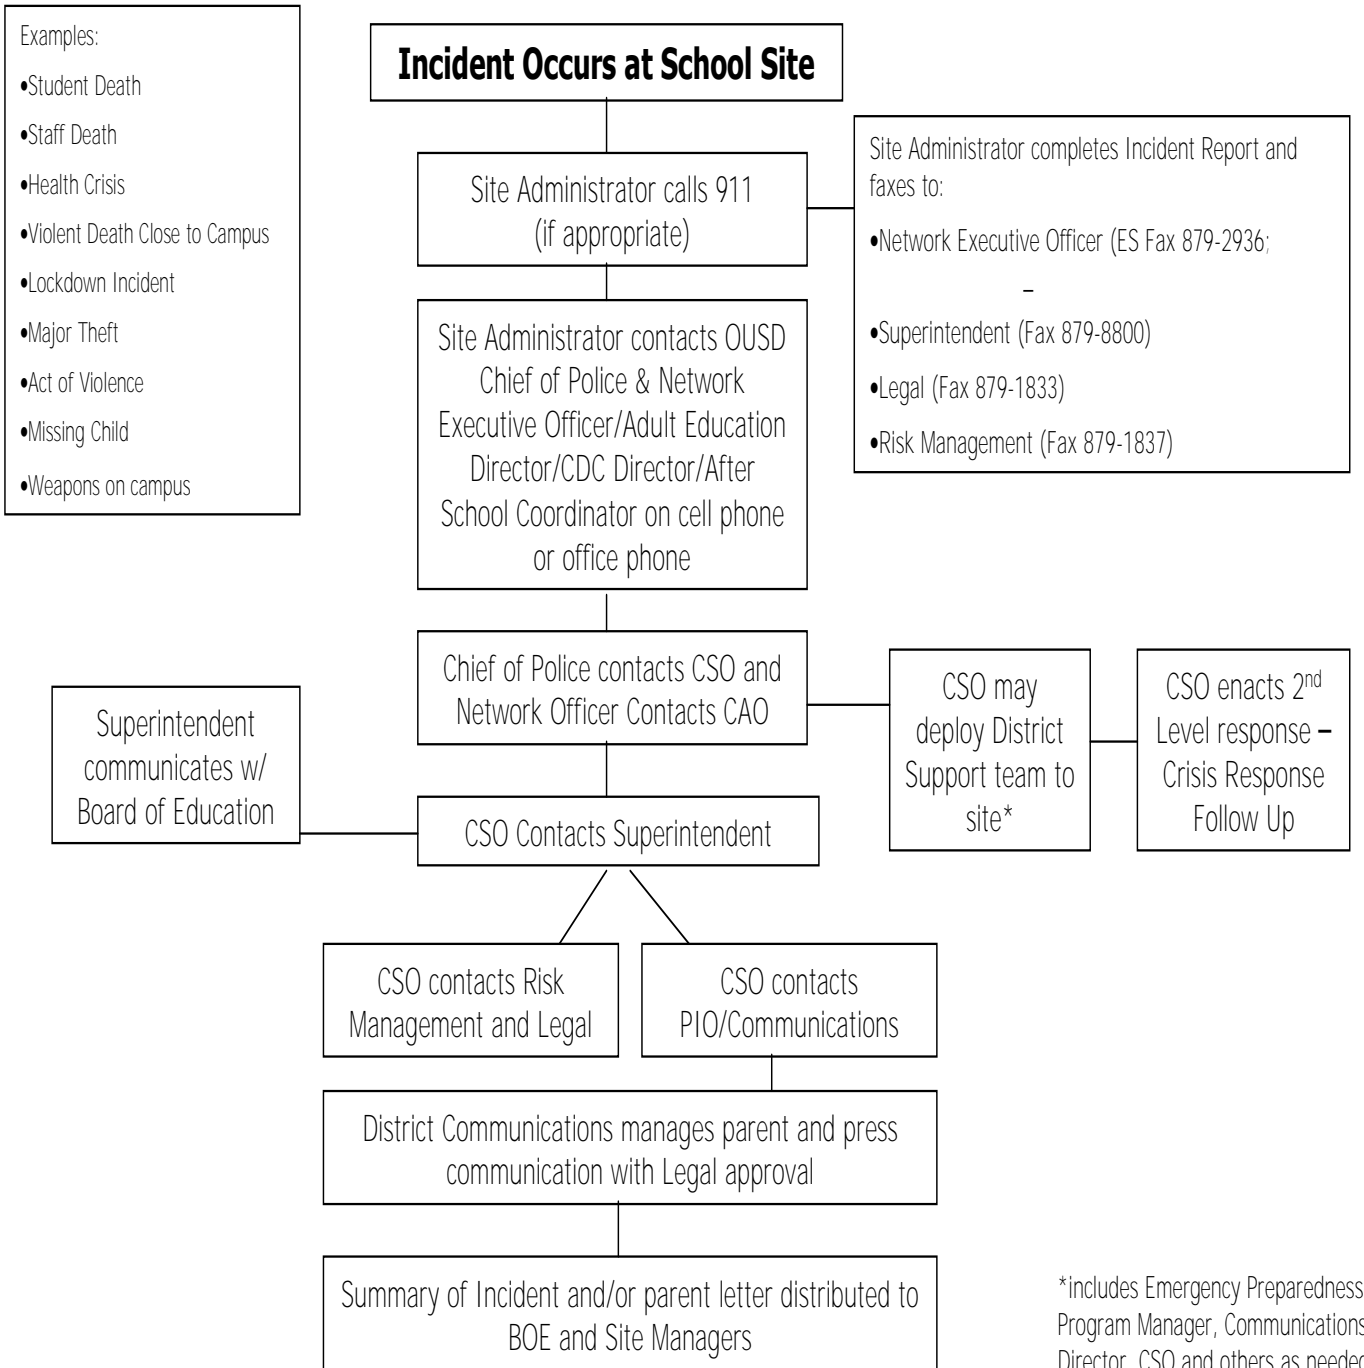 Examples:
•Student Death
•Staff Death
•Health Crisis
•Violent Death Close to Campus
•Lockdown Incident
•Major Theft
•Act of Violence
•Missing Child
•Weapons on campus
Incident Occurs at School Site
Site Administrator calls 911
(if appropriate)
Site Administrator completes Incident Report and
faxes to:
•Network Executive Officer (ES Fax 879-2936;
–
•Superintendent (Fax 879-8800)
•Legal (Fax 879-1833)
•Risk Management (Fax 879-1837)
Site Administrator contacts OUSD
Chief of Police & Network
Executive Officer/Adult Education
Director/CDC Director/After
School Coordinator on cell phone
or office phone
Chief of Police contacts CSO and
Network Officer Contacts CAO
CSO may
deploy District
Support team to
site*
CSO enacts 2nd
Level response –
Crisis Response
Follow Up
Superintendent
communicates w/
Board of Education
CSO Contacts Superintendent
CSO contacts Risk
Management and Legal
CSO contacts
PIO/Communications
District Communications manages parent and press
communication with Legal approval
Summary of Incident and/or parent letter distributed to
BOE and Site Managers
*includes Emergency Preparedness
Program Manager, Communications
Director, CSO and others as needed